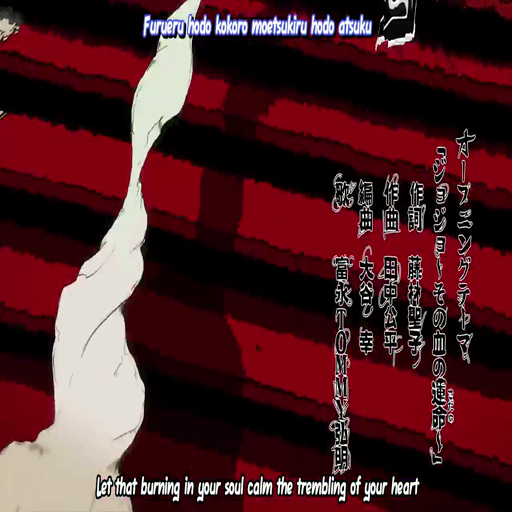 Furueru hodo kokoro moetsukiru hodo atsuku
オープニングテーマ
「ジョジョ～その血の運命～」
さだめ
作詞 藤林聖子
作曲 田中公平
編曲 大谷 幸
歌 富永TOMMY弘明
Let that burning in your soul calm the trembling of your heart